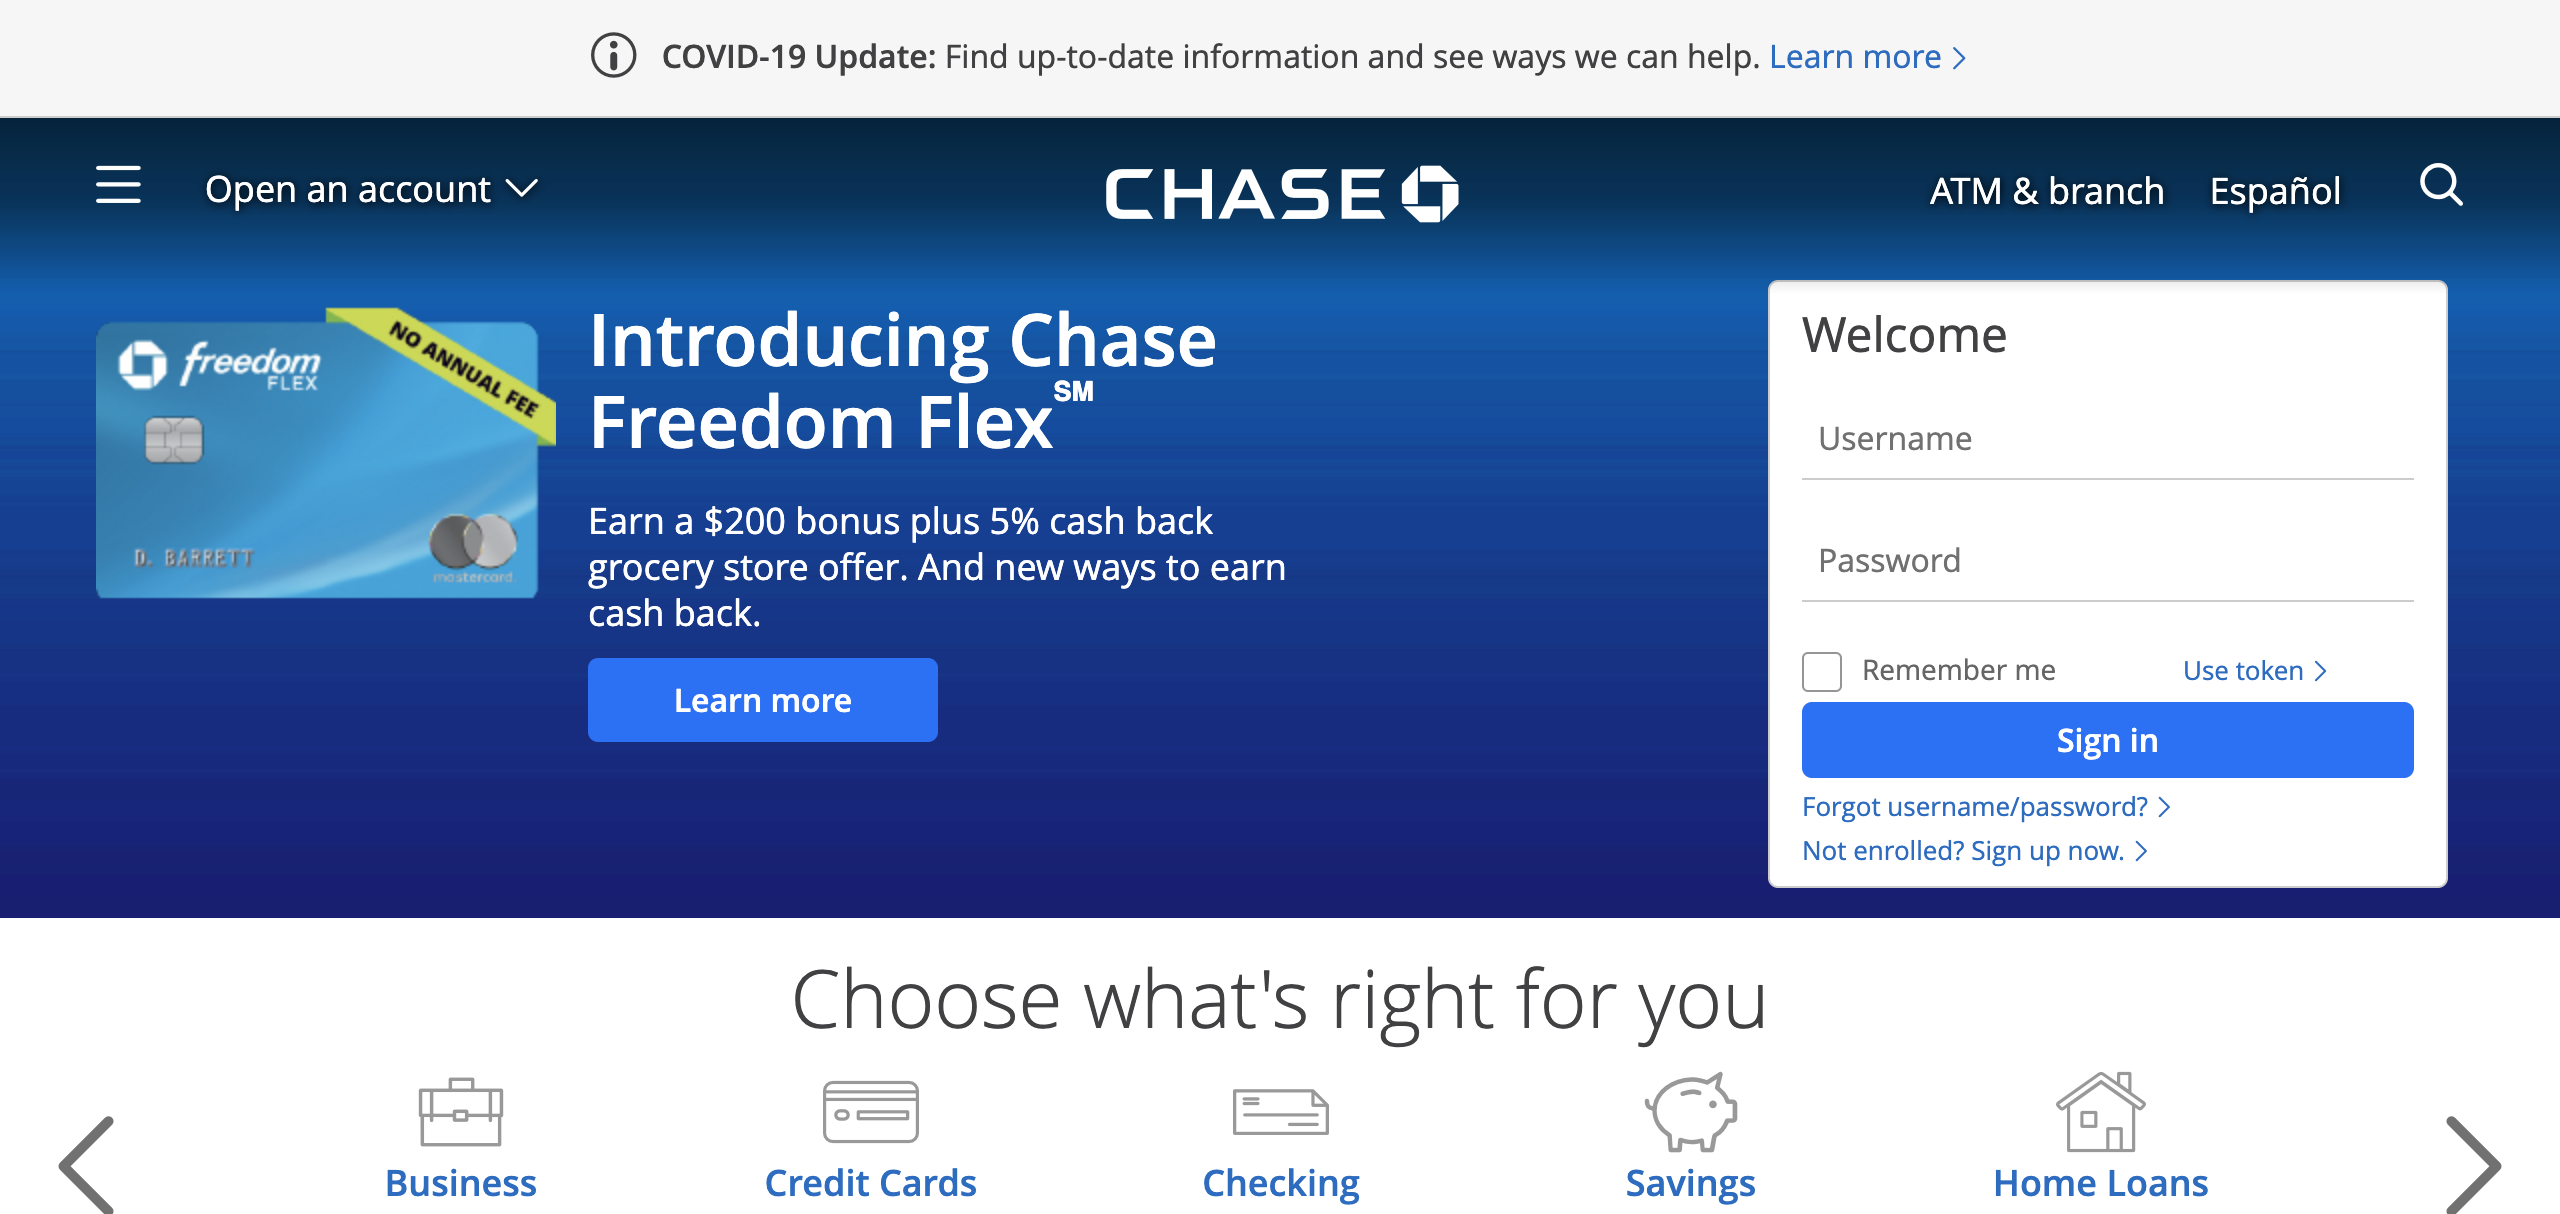 COVID-19 Update: Find up-to-date information and see ways we can help. Learn more
Open an account
CHASE
ATM & branch
Español
freedom
FLEX
NO ANNUAL FEE
D. BARRETT
mastercard
Introducing Chase
Freedom Flex℠
Earn a $200 bonus plus 5% cash back
grocery store offer. And new ways to earn
cash back.
Learn more
Welcome
Username
Password
Remember me
Use token
Sign in
Forgot username/password?
Not enrolled? Sign up now.
Choose what's right for you
Business
Credit Cards
Checking
Savings
Home Loans